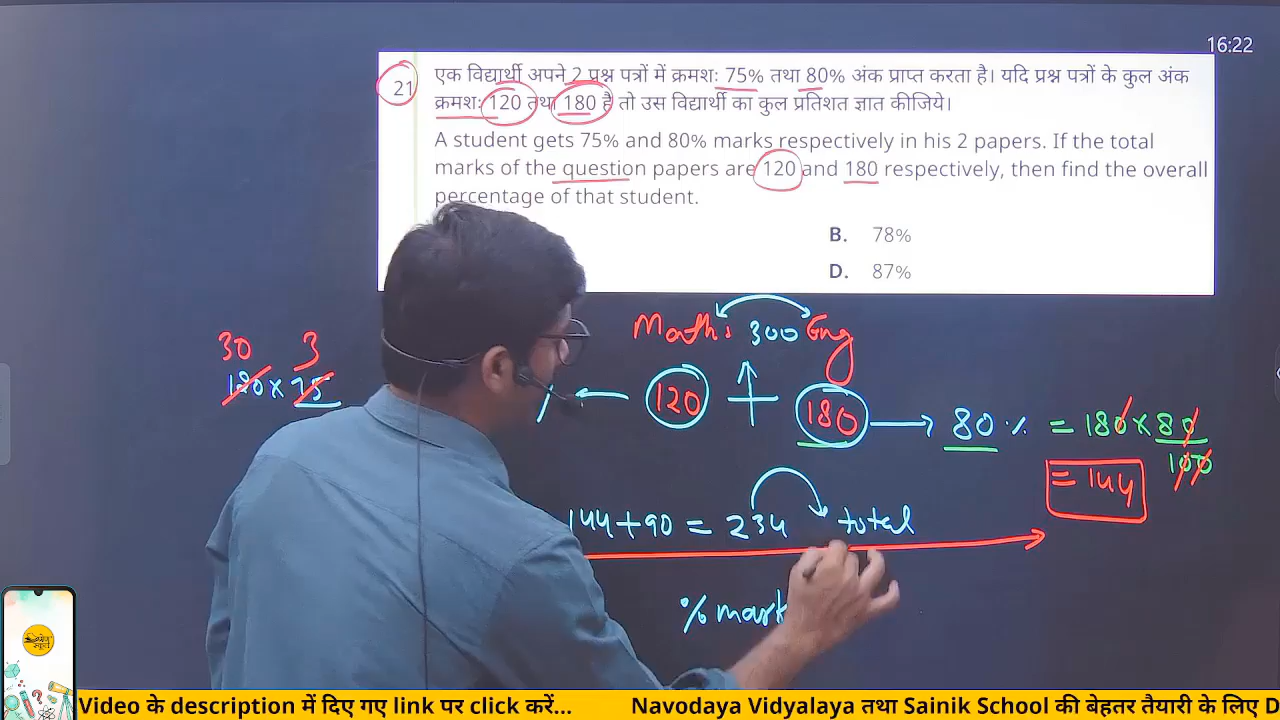 16:22
21
एक विद्यार्थी अपने 2 प्रश्न पत्रों में क्रमश: 75% तथा 80% अंक प्राप्त करता है। यदि प्रश्न पत्रों के कुल अंक
क्रमश: 120 तथा 180 है तो उस विद्यार्थी का कुल प्रतिशत ज्ञात कीजिये।
A student gets 75% and 80% marks respectively in his 2 papers. If the total
marks of the question papers are 120 and 180 respectively, then find the overall
percentage of that student.
B. 78%
D. 87%
Maths 300 Eng
30 3
120 × 75
120 + 180 → 80 % = 180 × 80
100
= 144
144 + 90 = 234 total
% mark
Video के description में दिए गए link पर click करें... Navodaya Vidyalaya तथा Sainik School की बेहतर तैयारी के लिए D